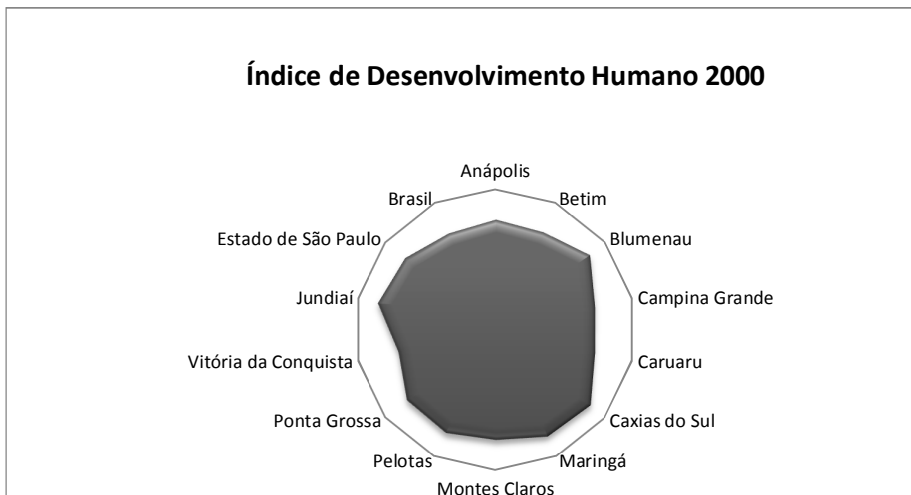 Índice de Desenvolvimento Humano 2000
Anápolis
Brasil
Betim
Estado de São Paulo
Blumenau
Jundiaí
Campina Grande
Vitória da Conquista
Caruaru
Ponta Grossa
Caxias do Sul
Pelotas
Maringá
Montes Claros